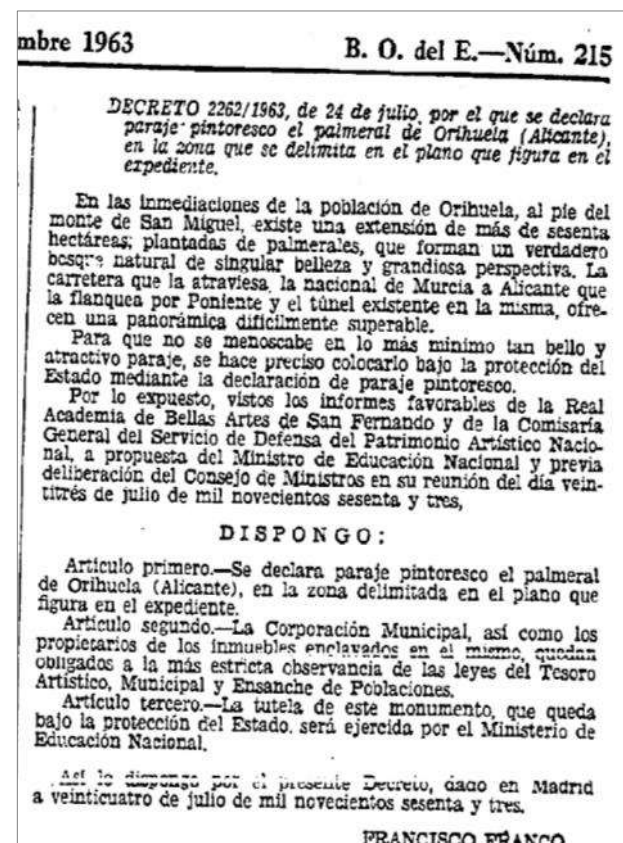 mbre 1963 B. O. del E.—Núm. 215
DECRETO 2262/1963, de 24 de julio, por el que se declara
paraje pintoresco el palmeral de Orihuela (Alicante),
en la zona que se delimita en el plano que figura en el
expediente.
En las inmediaciones de la población de Orihuela, al pie del
monte de San Miguel, existe una extensión de más de sesenta
hectáreas; plantadas de palmerales, que forman un verdadero
bosque natural de singular belleza y grandiosa perspectiva. La
carretera que la atraviesa, la nacional de Murcia a Alicante que
la flanquea por Poniente y el túnel existente en la misma, ofre-
cen una panorámica difícilmente superable.
Para que no se menoscabe en lo más mínimo tan bello y
atractivo paraje, se hace preciso colocarlo bajo la protección del
Estado mediante la declaración de paraje pintoresco.
Por lo expuesto, vistos los informes favorables de la Real
Academia de Bellas Artes de San Fernando y de la Comisaría
General del Servicio de Defensa del Patrimonio Artístico Nacio-
nal, a propuesta del Ministro de Educación Nacional y previa
deliberación del Consejo de Ministros en su reunión del día vein-
titrés de julio de mil novecientos sesenta y tres,
DISPONGO:
Artículo primero.—Se declara paraje pintoresco el palmeral
de Orihuela (Alicante), en la zona delimitada en el plano que
figura en el expediente.
Artículo segundo.—La Corporación Municipal, así como los
propietarios de los inmuebles enclavados en el mismo, quedan
obligados a la más estricta observancia de las leyes del Tesoro
Artístico, Municipal y Ensanche de Poblaciones.
Artículo tercero.—La tutela de este monumento, que queda
bajo la protección del Estado, será ejercida por el Ministerio de
Educación Nacional.
Así lo dispongo por el presente Decreto, dado en Madrid
a veinticuatro de julio de mil novecientos sesenta y tres.
FRANCISCO FRANCO